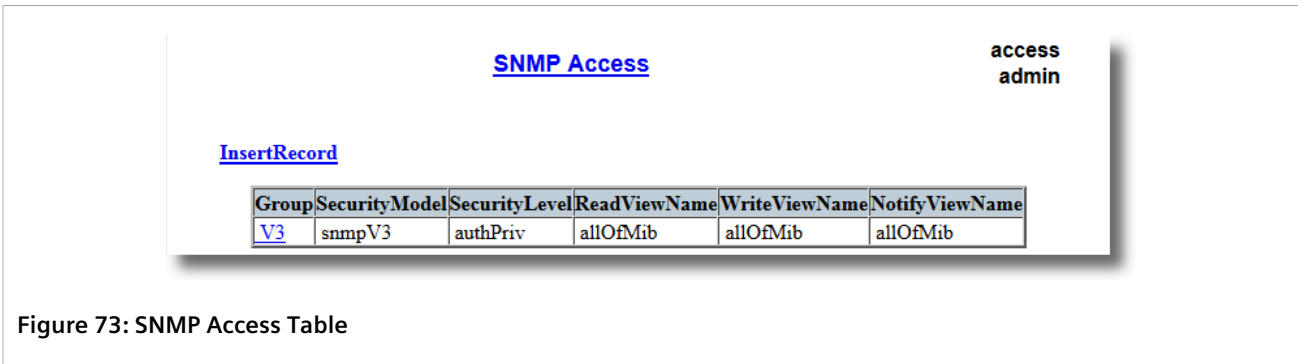 SNMP Access
access
admin
InsertRecord
Group SecurityModel SecurityLevel ReadViewName WriteViewName NotifyViewName
V3 snmpV3 authPriv allOfMib allOfMib allOfMib
Figure 73: SNMP Access Table